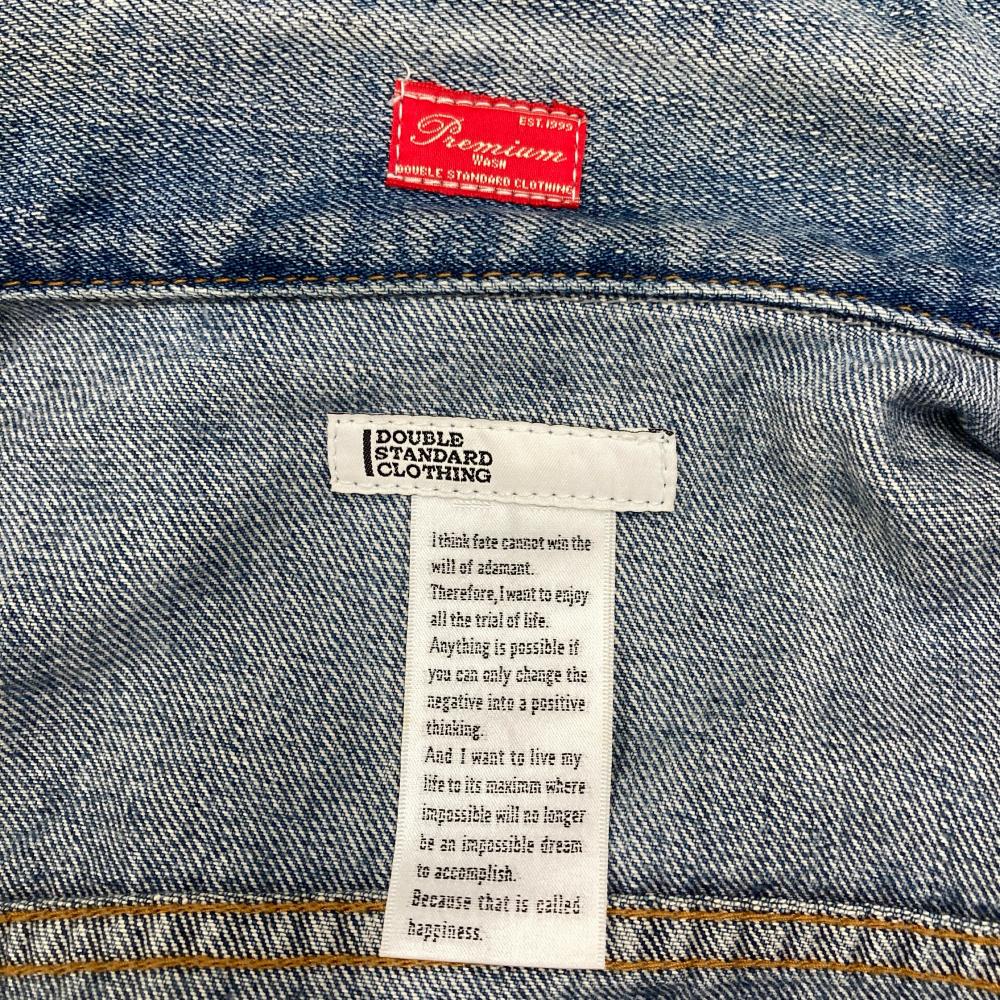 EST.1999
Premium
WASH
DOUBLE STANDARD CLOTHING
DOUBLE
STANDARD
CLOTHING
I think fate cannot win the
will of adamant.
Therefore, I want to enjoy
all the trial of life.
Anything is possible if
you can only change the
negative into a positive
thinking.
And I want to live my
life to its maximm where
impossible will no longer
be an impossible dream
to accomplish.
Because that is called
happiness.